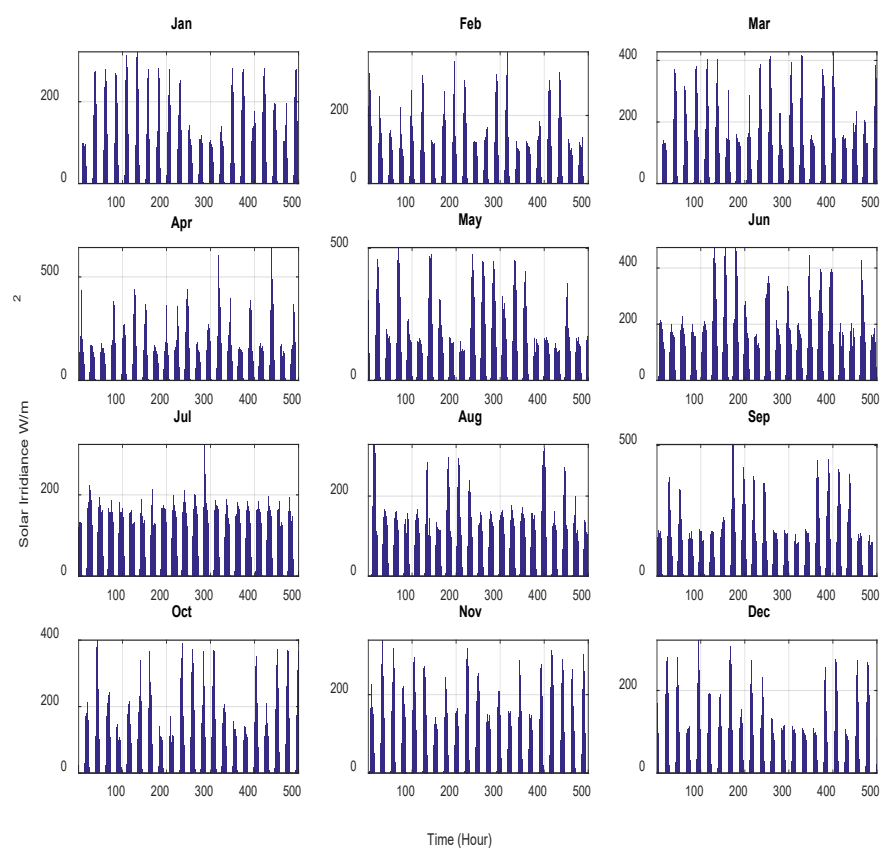 Jan Feb Mar
200 200 400
200
0 0 0
100 200 300 400 500 100 200 300 400 500 100 200 300 400 500
Apr May Jun
500 500 400
200
0 0 0
100 200 300 400 500 100 200 300 400 500 100 200 300 400 500
Jul Aug Sep
200 200 500
0 0 0
100 200 300 400 500 100 200 300 400 500 100 200 300 400 500
Oct Nov Dec
400 200 200
200
0 0 0
100 200 300 400 500 100 200 300 400 500 100 200 300 400 500
Solar Irridiance W/m 2
Time (Hour)